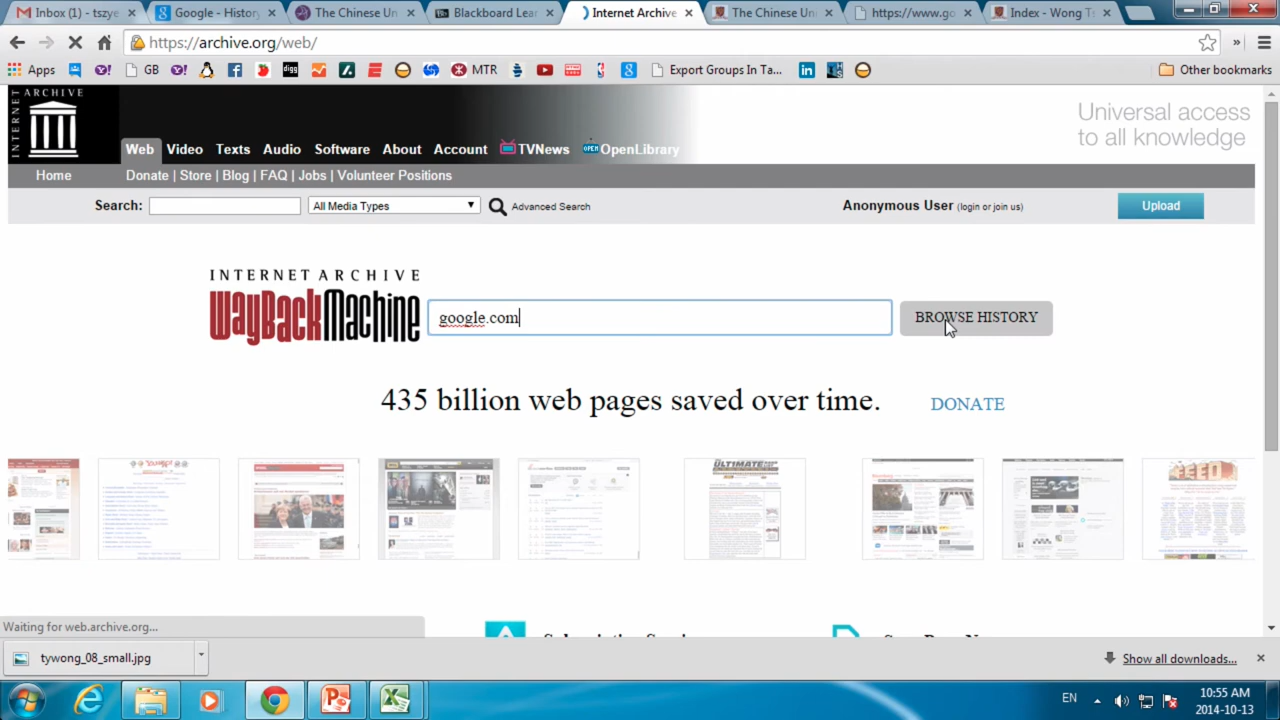 Inbox (1) - tszye
Google - History
The Chinese Un
Blackboard Lea
Internet Archive
The Chinese Un
https://www.go
Index - Wong Ts
https://archive.org/web/
Apps
GB
digg
MTR
Export Groups In Ta...
Other bookmarks
INTERNET ARCHIVE
Universal access
to all knowledge
Web Video Texts Audio Software About Account TVNews OPEN OpenLibrary
Home Donate | Store | Blog | FAQ | Jobs | Volunteer Positions
Search: All Media Types Advanced Search Anonymous User (login or join us) Upload
INTERNET ARCHIVE
WayBackMachine
google.com
BROWSE HISTORY
435 billion web pages saved over time. DONATE
Waiting for web.archive.org...
tywong_08_small.jpg
Show all downloads...
EN
10:55 AM
2014-10-13